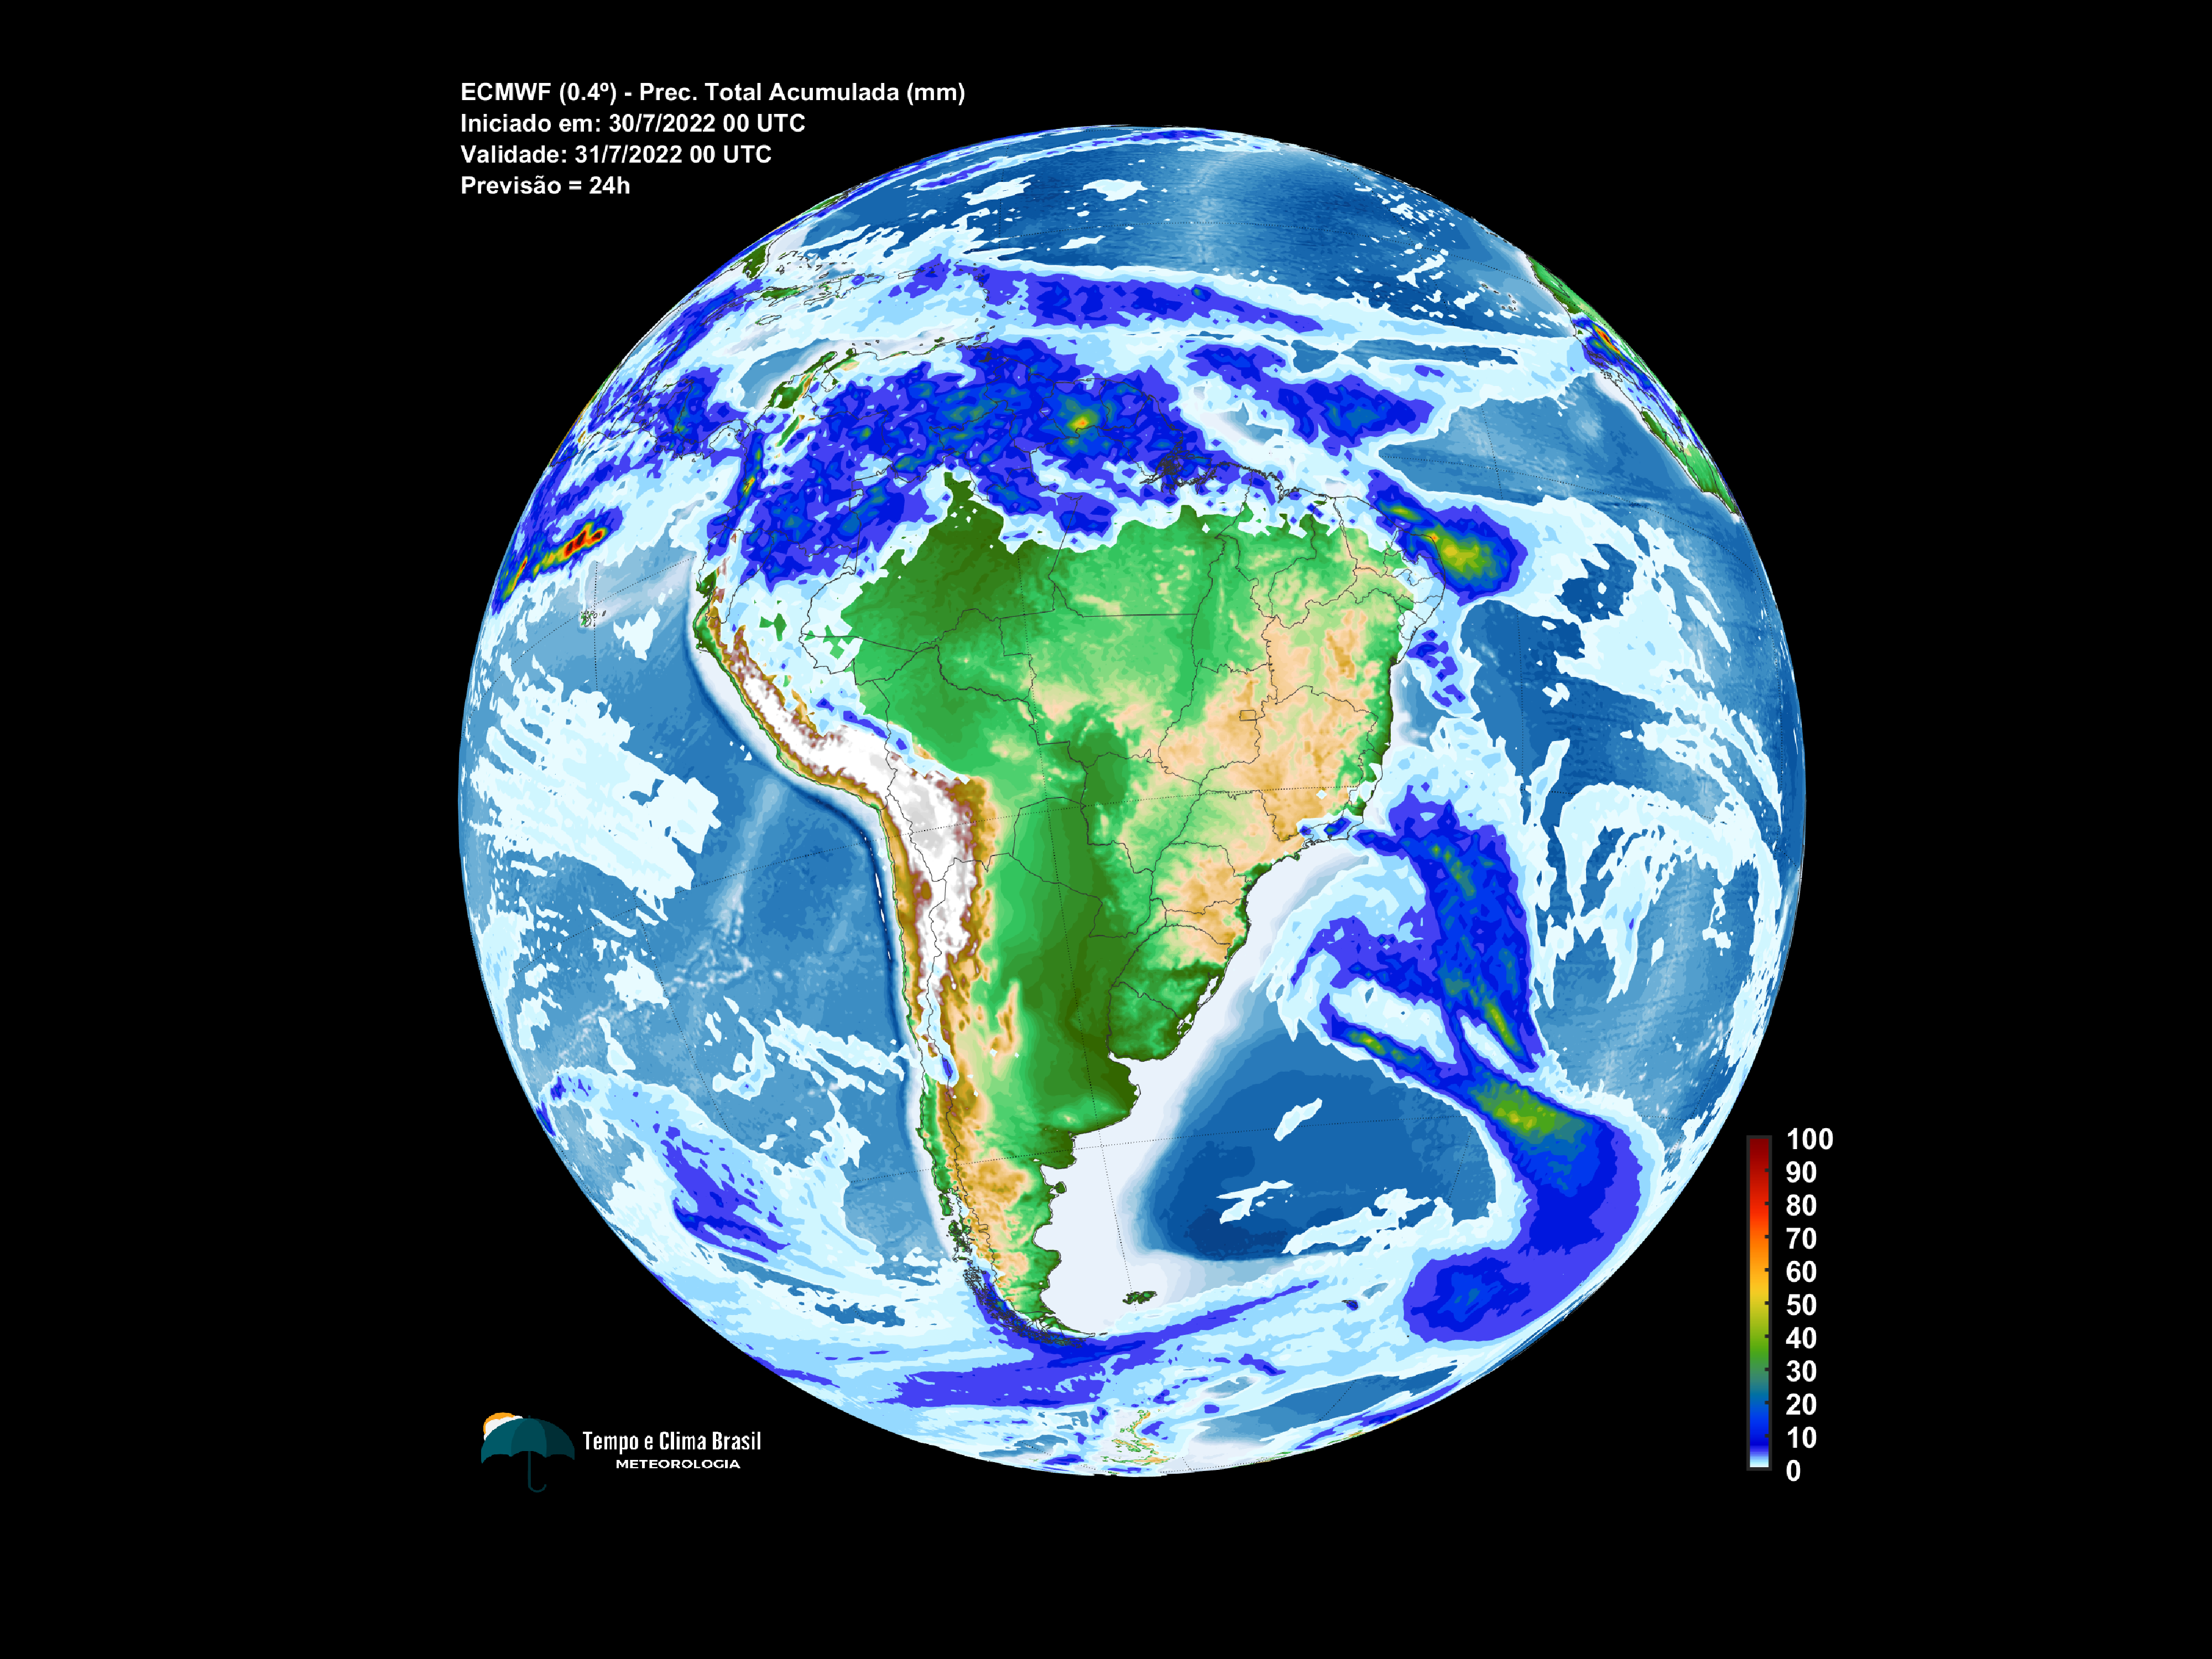 ECMWF (0.4º) - Prec. Total Acumulada (mm)
Iniciado em: 30/7/2022 00 UTC
Validade: 31/7/2022 00 UTC
Previsão = 24h
100
90
80
70
60
50
40
30
20
10
0
Tempo e Clima Brasil
METEOROLOGIA